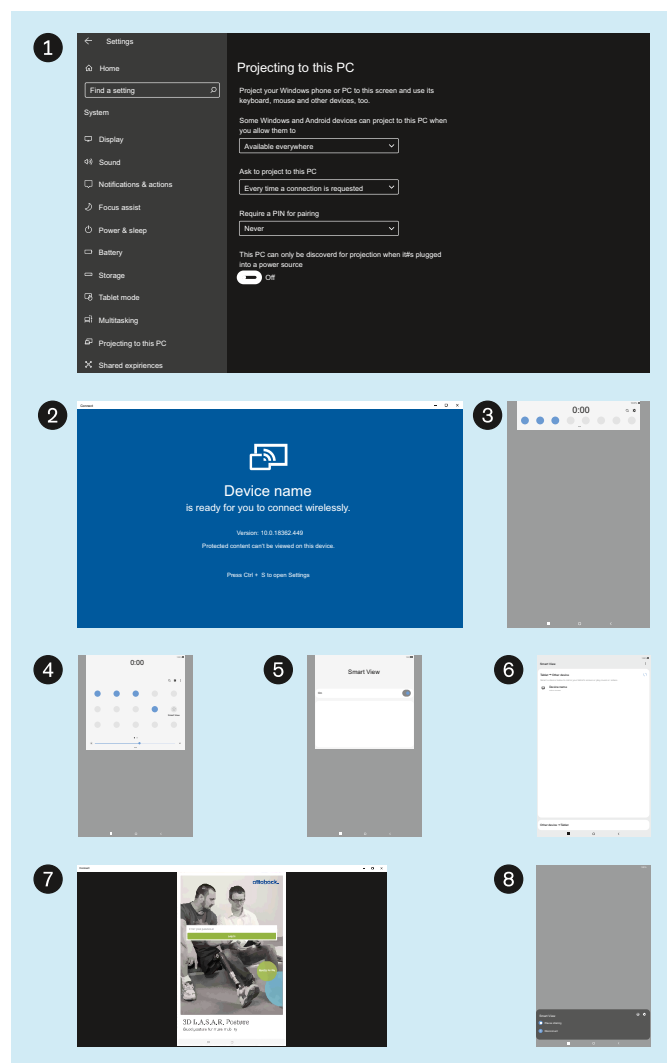 1
Settings
Home
Find a setting
System
Display
Sound
Notifications & actions
Focus assist
Power & sleep
Battery
Storage
Tablet mode
Multitasking
Projecting to this PC
Shared expiriences
Projecting to this PC
Project your Windows phone or PC to this screen and use its
keyboard, mouse and other devices, too.
Some Windows and Android devices can project to this PC when
you allow them to
Available everywhere
Ask to project to this PC
Every time a connection is requested
Require a PIN for pairing
Never
This PC can only be discoverd for projection when it#s plugged
into a power source
Off
2
Connect
Device name
is ready for you to connect wirelessly.
Version: 10.0.18362.449
Protected content can't be viewed on this device.
Press Ctrl + S to open Settings
3
0:00
4
0:00
Smart View
5
Smart View
6
Smart View
Device name
7
ottobock.
3D L.A.S.A.R. Posture
8
Smart View